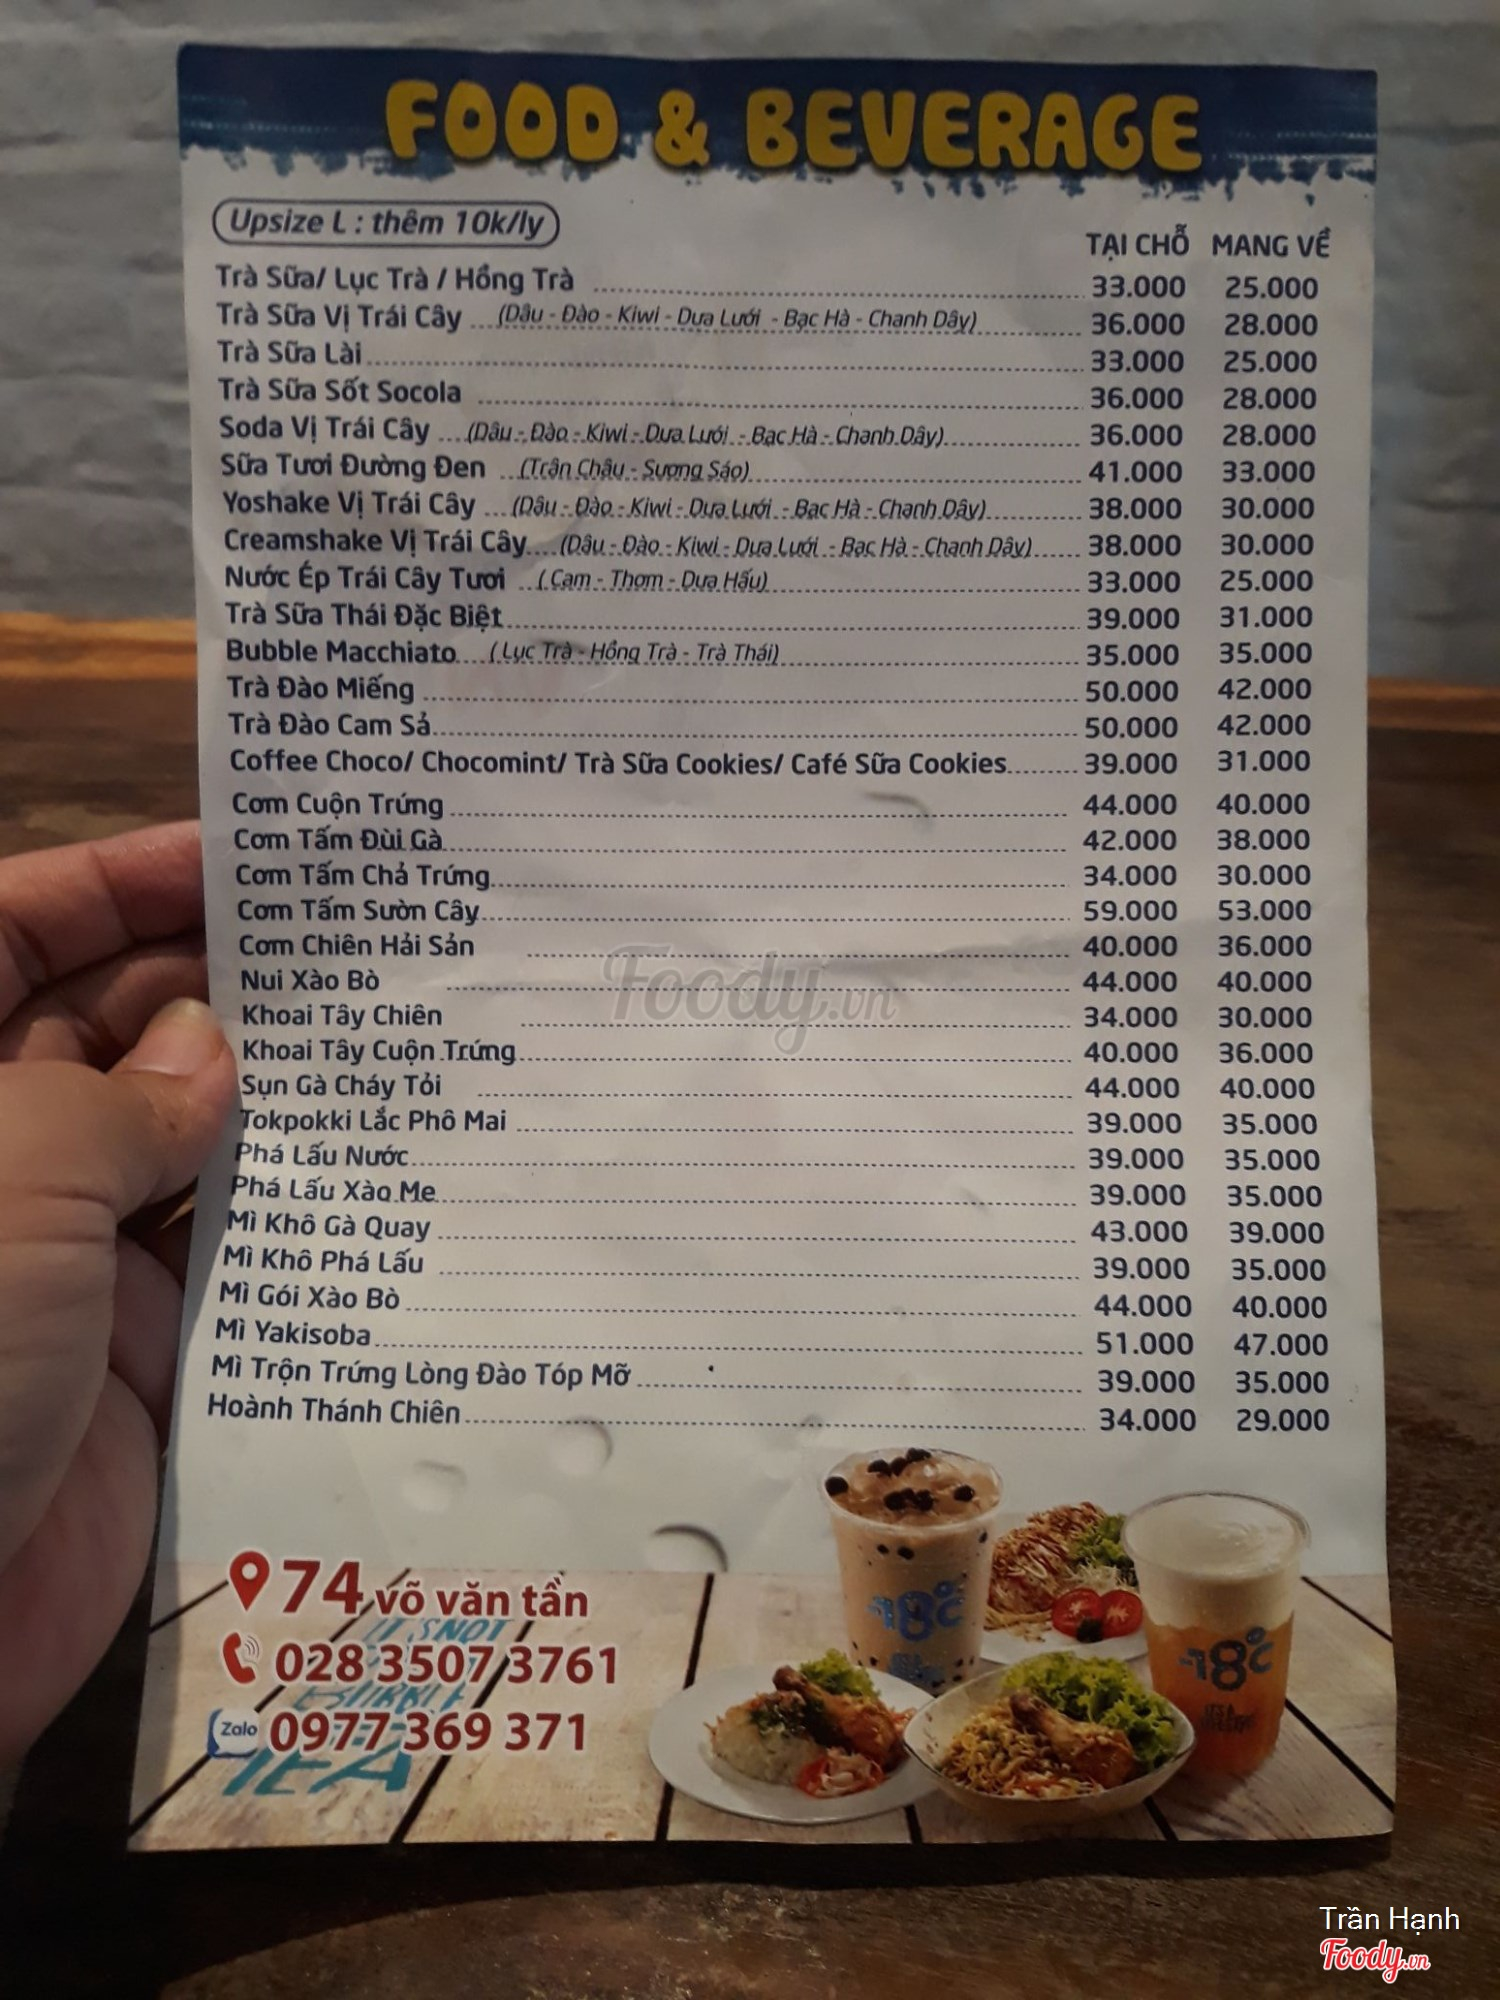 FOOD & BEVERAGE
Upsize L : thêm 10k/ly
TẠI CHỖ MANG VỀ
Trà Sữa/ Lục Trà / Hồng Trà 33.000 25.000
Trà Sữa Vị Trái Cây (Dâu - Đào - Kiwi - Dưa Lưới - Bạc Hà - Chanh Dây) 36.000 28.000
Trà Sữa Lài 33.000 25.000
Trà Sữa Sốt Socola 36.000 28.000
Soda Vị Trái Cây (Dâu - Đào - Kiwi - Dưa Lưới - Bạc Hà - Chanh Dây) 36.000 28.000
Sữa Tươi Đường Đen (Trân Châu - Sương Sáo) 41.000 33.000
Yoshake Vị Trái Cây (Dâu - Đào - Kiwi - Dưa Lưới - Bạc Hà - Chanh Dây) 38.000 30.000
Creamshake Vị Trái Cây (Dâu - Đào - Kiwi - Dưa Lưới - Bạc Hà - Chanh Dây) 38.000 30.000
Nước Ép Trái Cây Tươi ( Cam - Thơm - Dưa Hấu) 33.000 25.000
Trà Sữa Thái Đặc Biệt 39.000 31.000
Bubble Macchiato ( Lục Trà - Hồng Trà - Trà Thái) 35.000 35.000
Trà Đào Miếng 50.000 42.000
Trà Đào Cam Sả 50.000 42.000
Coffee Choco/ Chocomint/ Trà Sữa Cookies/ Café Sữa Cookies 39.000 31.000
Cơm Cuộn Trứng 44.000 40.000
Cơm Tấm Đùi Gà 42.000 38.000
Cơm Tấm Chả Trứng 34.000 30.000
Cơm Tấm Sườn Cây 59.000 53.000
Cơm Chiên Hải Sản 40.000 36.000
Nui Xào Bò 44.000 40.000
Khoai Tây Chiên 34.000 30.000
Khoai Tây Cuộn Trứng 40.000 36.000
Sụn Gà Cháy Tỏi 44.000 40.000
Tokpokki Lắc Phô Mai 39.000 35.000
Phá Lấu Nước 39.000 35.000
Phá Lấu Xào Me 39.000 35.000
Mì Khô Gà Quay 43.000 39.000
Mì Khô Phá Lấu 39.000 35.000
Mì Gói Xào Bò 44.000 40.000
Mì Yakisoba 51.000 47.000
Mì Trộn Trứng Lòng Đào Tóp Mỡ 39.000 35.000
Hoành Thánh Chiên 34.000 29.000
Foody.vn
74 võ văn tần
IT'S NOT
028 3507 3761
Zalo 0977 369 371
TEA
-18°C
-18°C
Trần Hạnh
Foody.vn